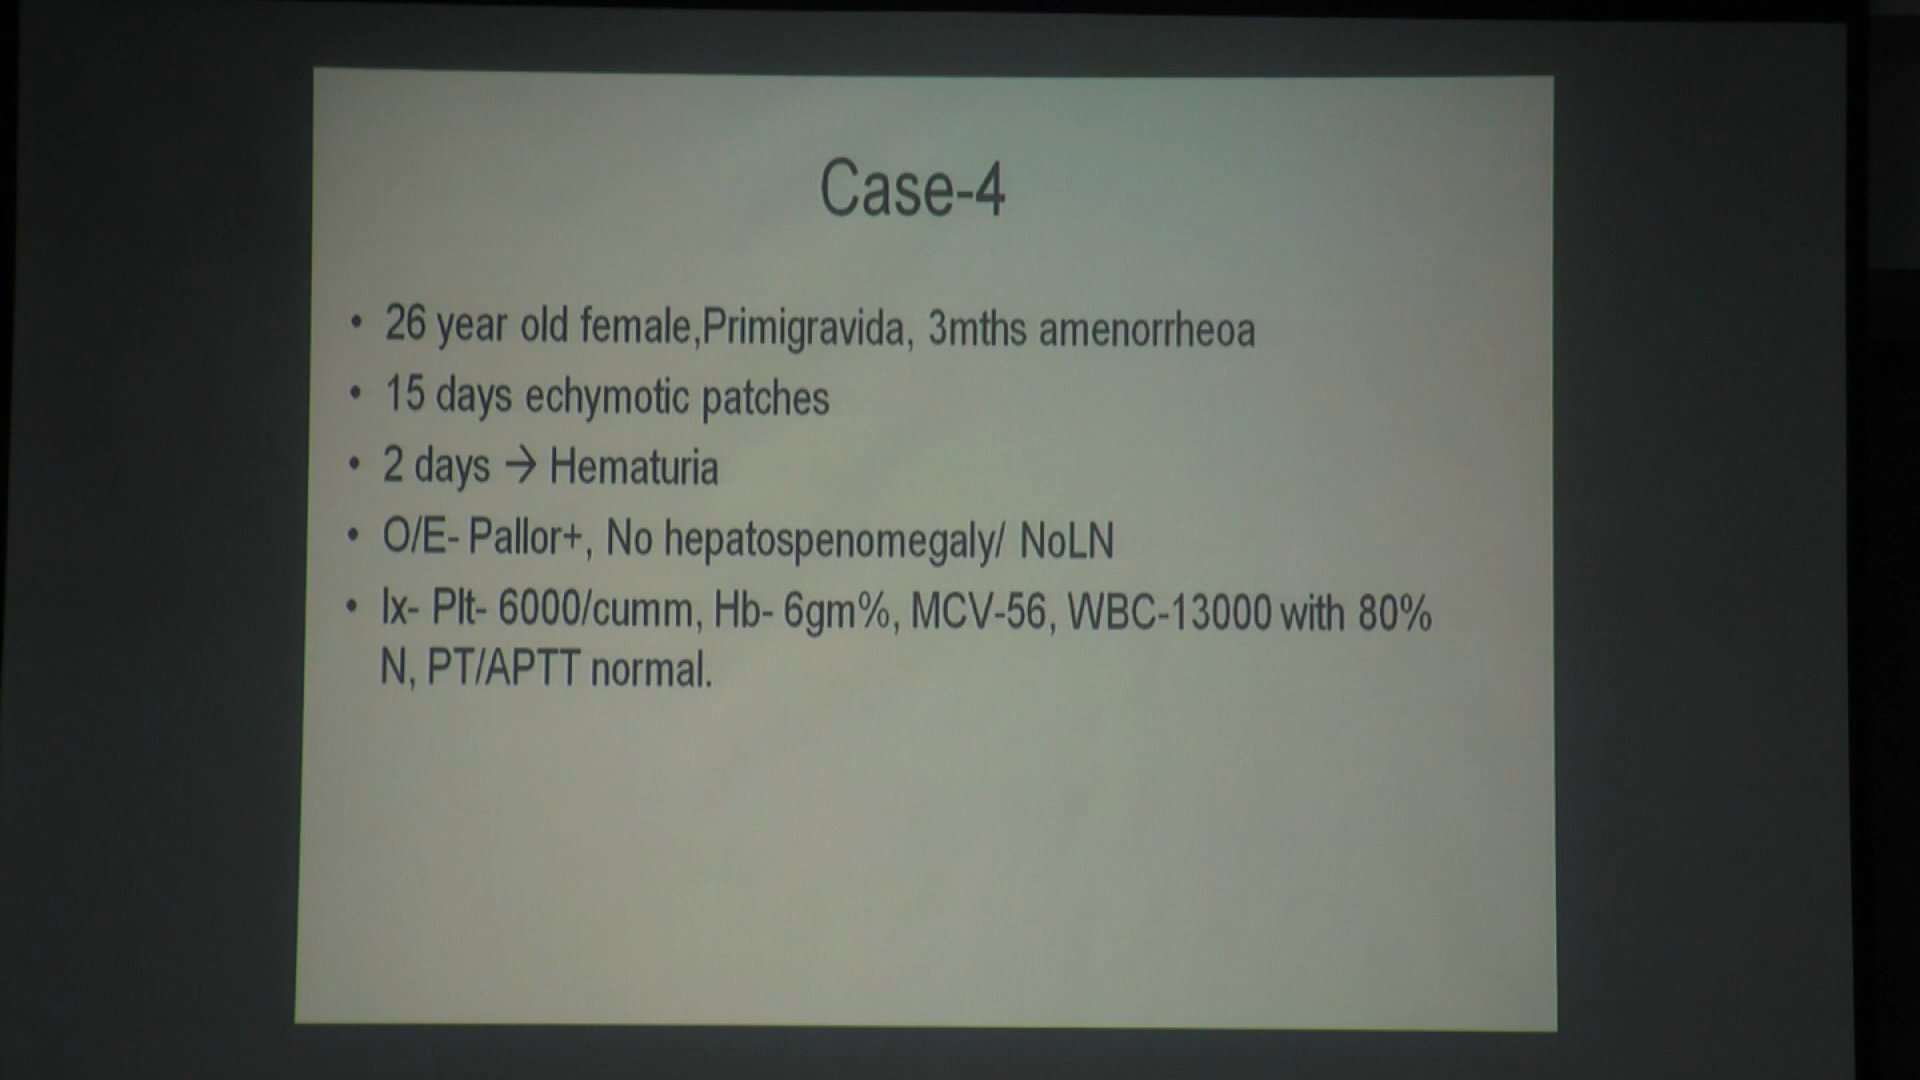 Case-4
• 26 year old female,Primigravida, 3mths amenorrheoa
• 15 days echymotic patches
• 2 days → Hematuria
• O/E- Pallor+, No hepatospenomegaly/ NoLN
• Ix- Plt- 6000/cumm, Hb- 6gm%, MCV-56, WBC-13000 with 80%
N, PT/APTT normal.